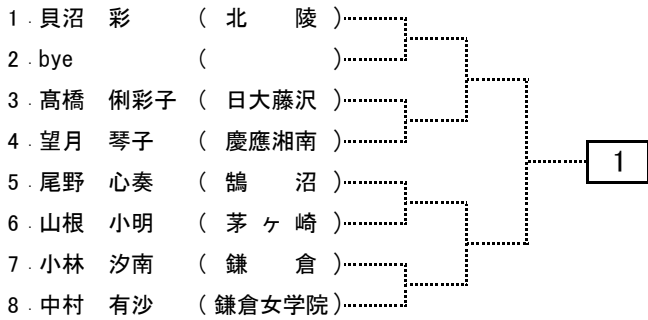 1 . 貝沼　彩　　( 北　　陵 )
2 . bye　　(　　　　)
3 . 髙橋　俐彩子　( 日大藤沢 )
4 . 望月　琴子　( 慶應湘南 )
1
5 . 尾野　心奏　( 鵠　　沼 )
6 . 山根　小明　( 茅 ヶ 崎 )
7 . 小林　汐南　( 鎌　　倉 )
8 . 中村　有沙　( 鎌倉女学院 )